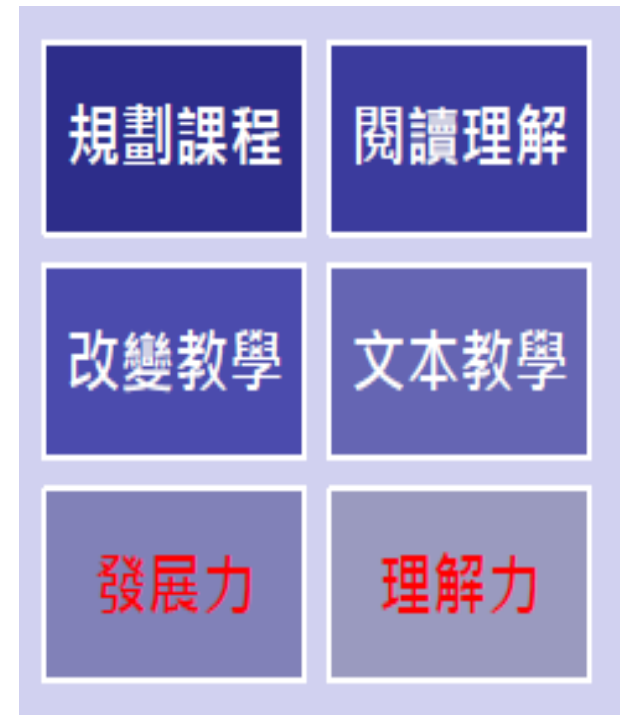 規劃課程
閱讀理解
改變教學
文本教學
發展力
理解力